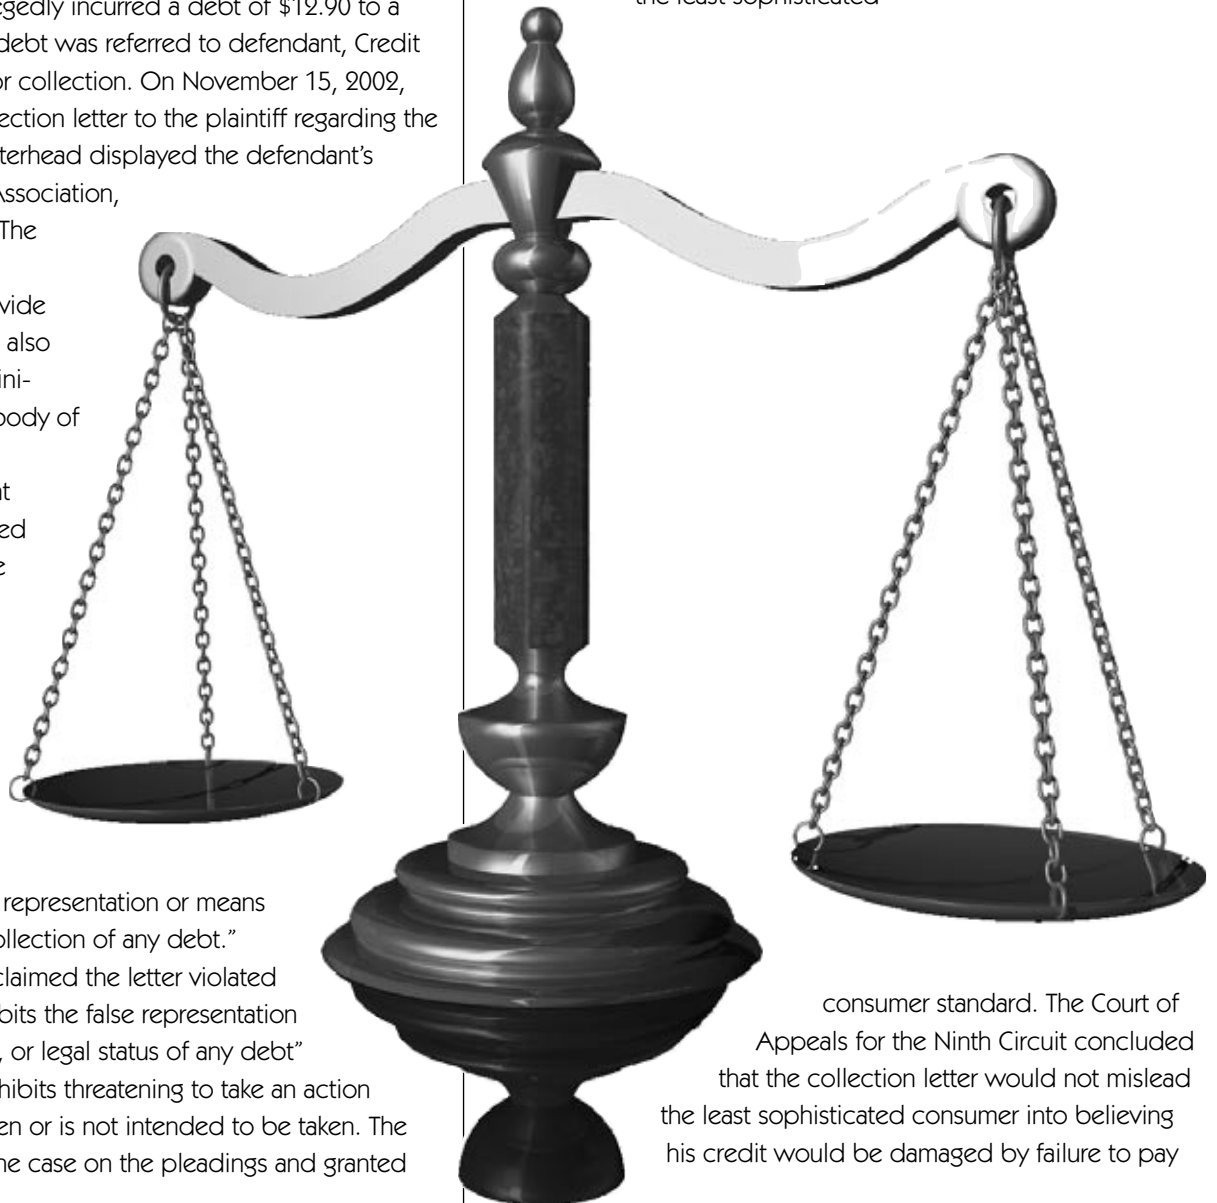 egedly incurred a debt of $12.90 to a
debt was referred to defendant, Credit
or collection. On November 15, 2002,
ection letter to the plaintiff regarding the
terhead displayed the defendant’s
Association,
The
vide
also
ini-
body of
nt
ed
e
representation or means
ollection of any debt.”
claimed the letter violated
bits the false representation
, or legal status of any debt”
hibits threatening to take an action
en or is not intended to be taken. The
he case on the pleadings and granted
the least sophisticated
consumer standard. The Court of
Appeals for the Ninth Circuit concluded
that the collection letter would not mislead
the least sophisticated consumer into believing
his credit would be damaged by failure to pay